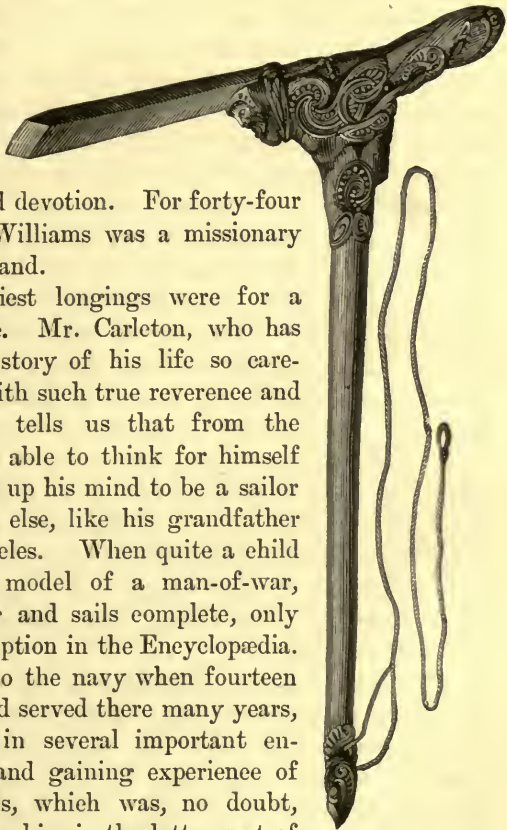 l devotion. For forty-four
Williams was a missionary
and.
iest longings were for a
e. Mr. Carleton, who has
story of his life so care-
ith such true reverence and
tells us that from the
able to think for himself
up his mind to be a sailor
else, like his grandfather
cles. When quite a child
model of a man-of-war,
and sails complete, only
ption in the Encyclopædia.
o the navy when fourteen
d served there many years,
in several important en-
and gaining experience of
s, which was, no doubt,